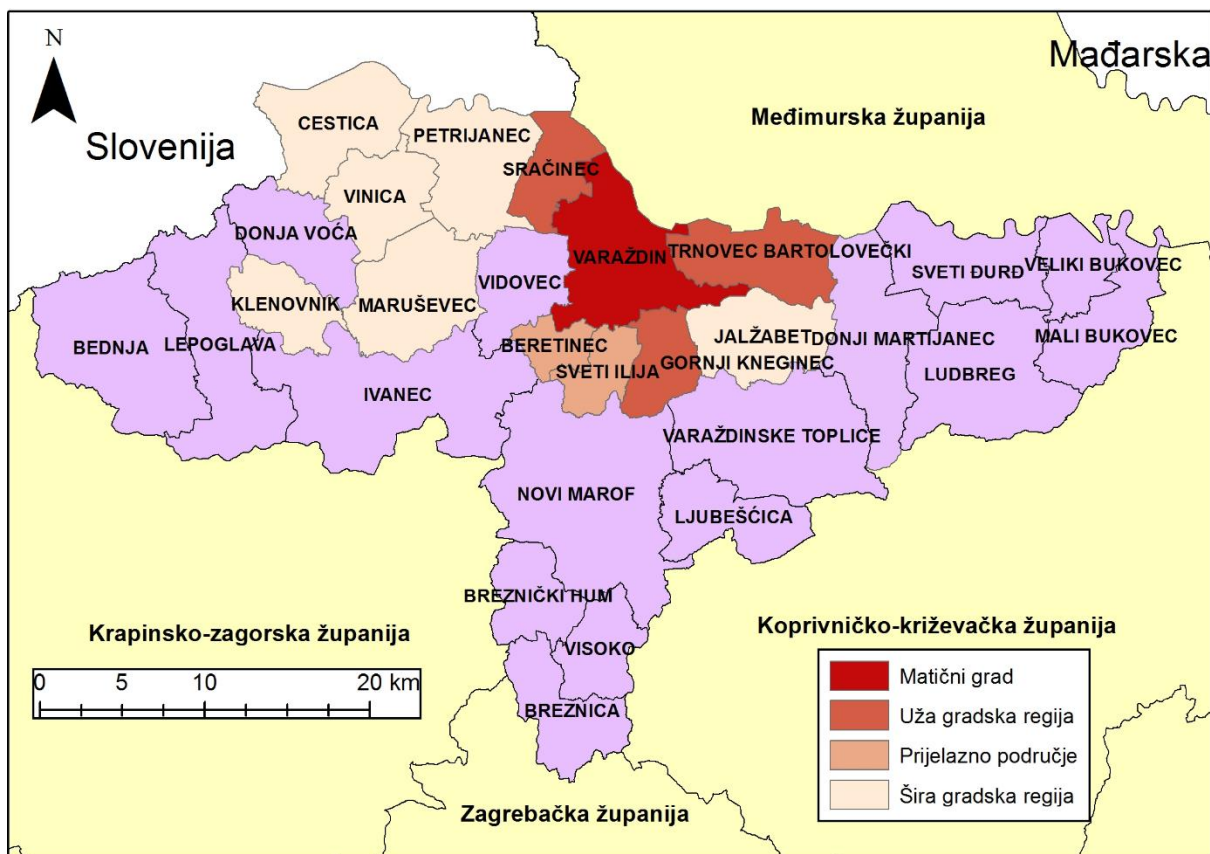 N
Mađarska
Slovenija
Međimurska županija
CESTICA
PETRIJANEC
SRAČINEC
VINICA
DONJA VOĆA
VARAŽDIN
TRNOVEC BARTOLOVEČKI
SVETI ĐURĐ
VELIKI BUKOVEC
VIDOVEC
KLENOVNIK
MARUŠEVEC
BEDNJA
LEPOGLAVA
BERETINEC
JALŽABET
DONJI MARTIJANEC
MALI BUKOVEC
SVETI ILIJA
GORNJI KNEGINEC
LUDBREG
IVANEC
VARAŽDINSKE TOPLICE
NOVI MAROF
LJUBEŠĆICA
BREZNIČKI HUM
VISOKO
BREZNICA
Krapinsko-zagorska županija
Koprivničko-križevačka županija
Zagrebačka županija
0 5 10 20 km
Matični grad
Uža gradska regija
Prijelazno područje
Šira gradska regija